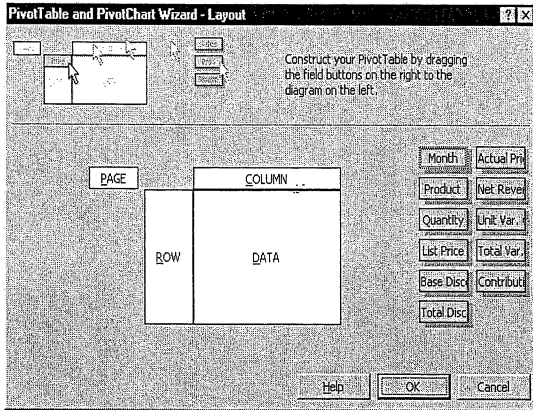 PivotTable and PivotChart Wizard - Layout
Construct your PivotTable by dragging
the field buttons on the right to the
diagram on the left.
PAGE
COLUMN
ROW
DATA
Month
Actual Pri
Product
Net Rever
Quantity
Unit Var.
List Price
Total Var.
Base Disc
Contributi
Total Disc
Help
OK
Cancel